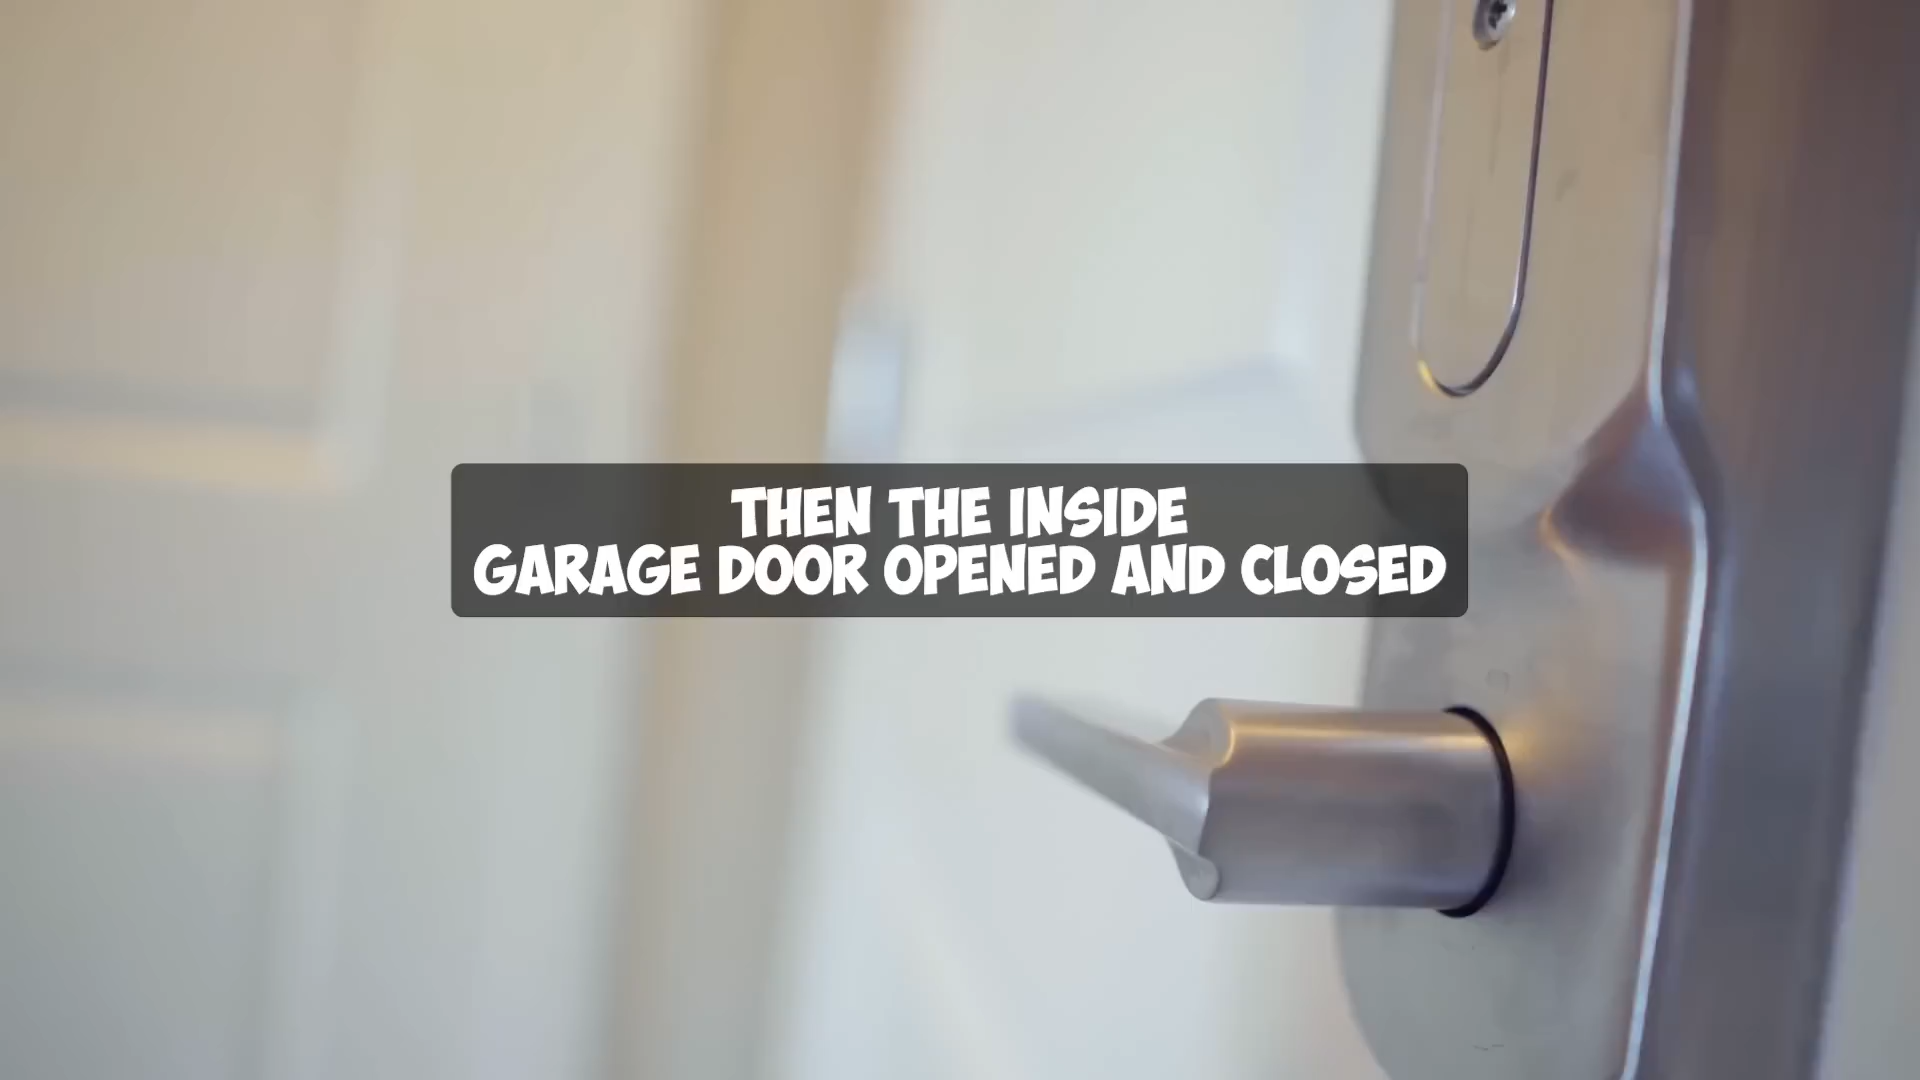 THEN THE INSIDE
GARAGE DOOR OPENED AND CLOSED